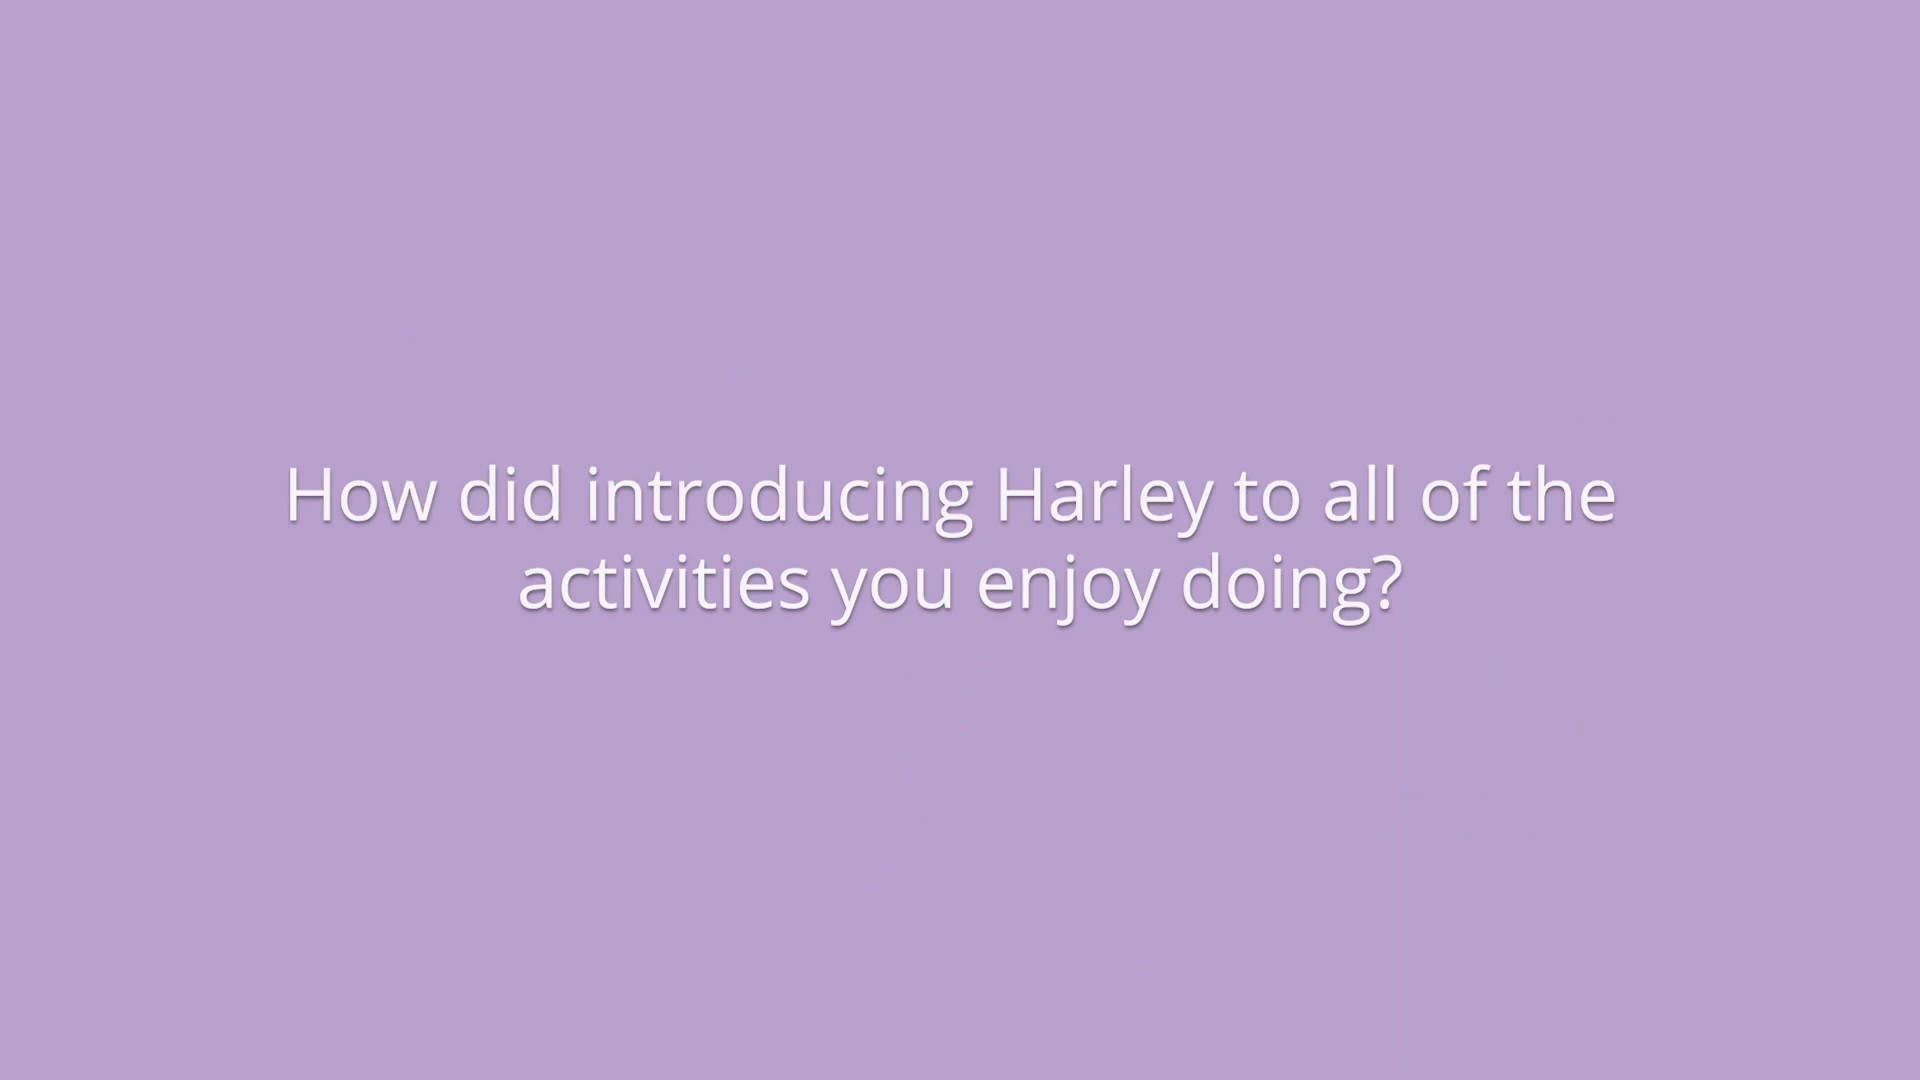 How did introducing Harley to all of the
activities you enjoy doing?